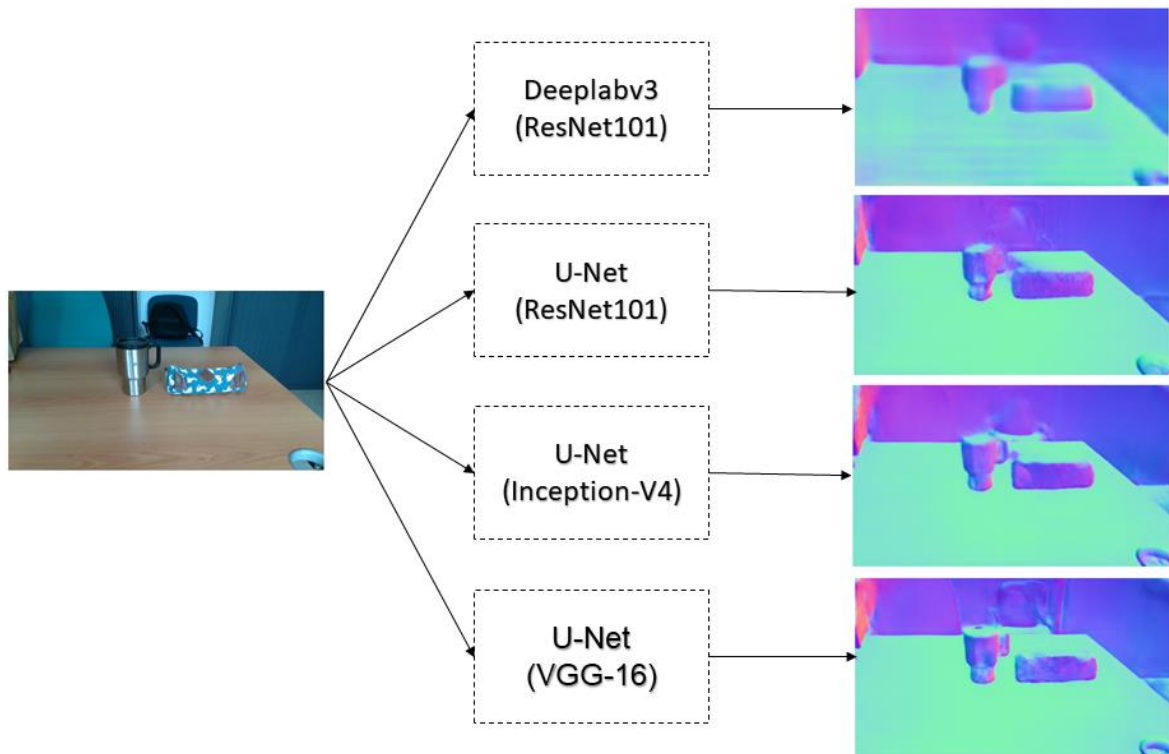 Deeplabv3
(ResNet101)
U-Net
(ResNet101)
U-Net
(Inception-V4)
U-Net
(VGG-16)